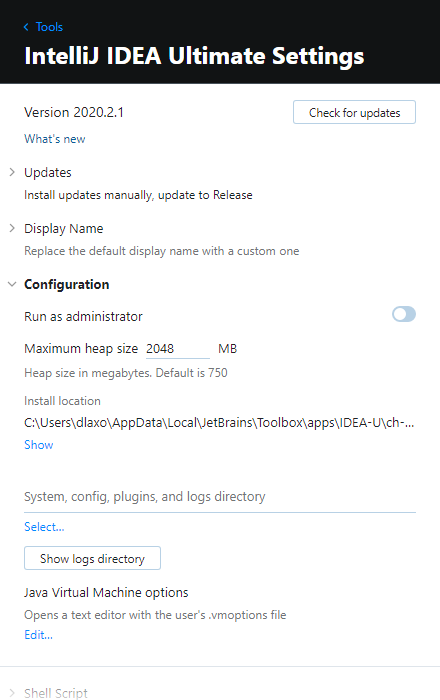 Tools
IntelliJ IDEA Ultimate Settings
Version 2020.2.1
Check for updates
What's new
Updates
Install updates manually, update to Release
Display Name
Replace the default display name with a custom one
Configuration
Run as administrator
Maximum heap size 2048 MB
Heap size in megabytes. Default is 750
Install location
C:\Users\dlaxo\AppData\Local\JetBrains\Toolbox\apps\IDEA-U\ch-...
Show
System, config, plugins, and logs directory
Select...
Show logs directory
Java Virtual Machine options
Opens a text editor with the user's .vmoptions file
Edit...
Shell Script